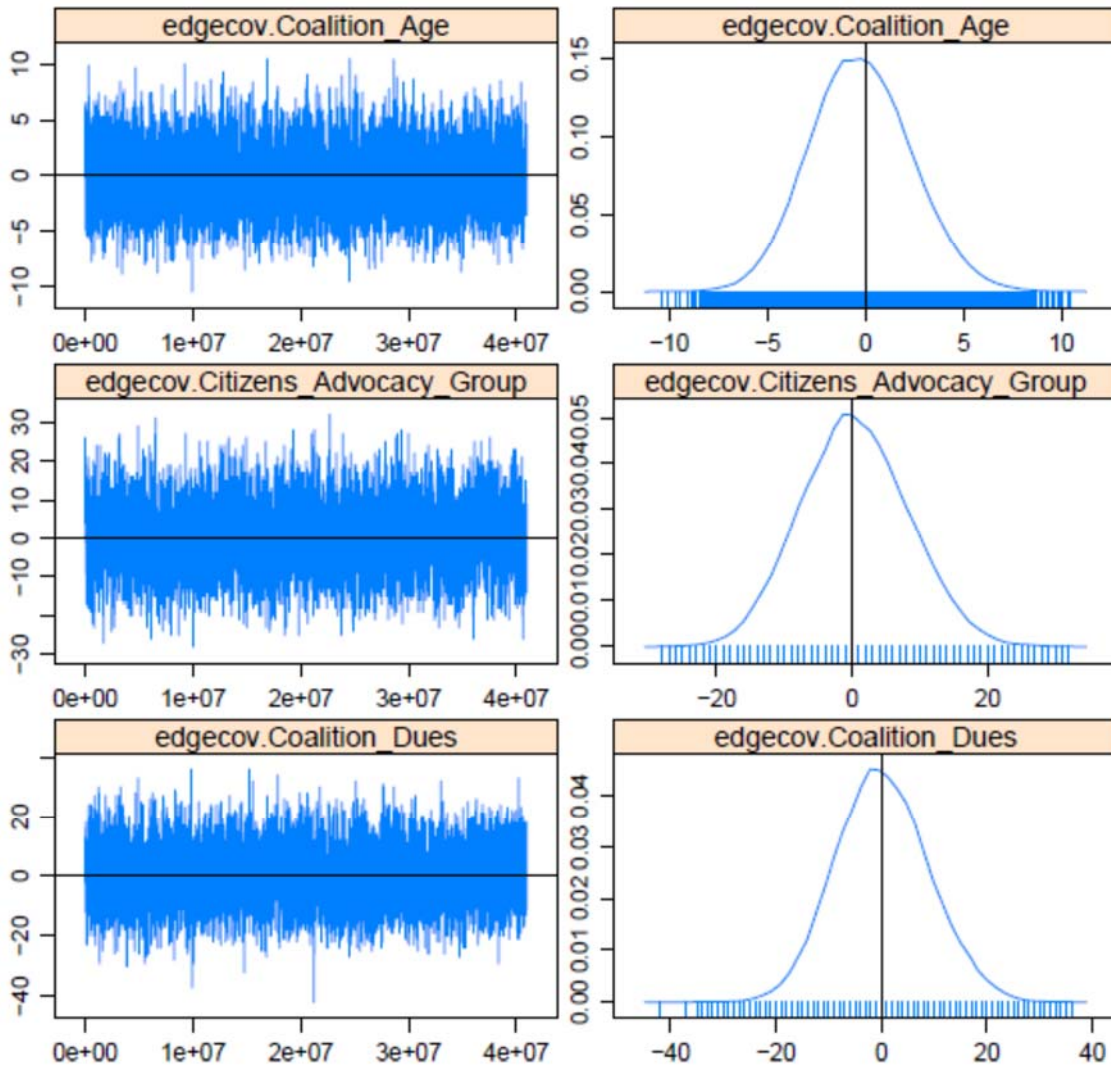 edgecov.Coalition_Age
10
5
0
−5
−10
0e+00 1e+07 2e+07 3e+07 4e+07
edgecov.Coalition_Age
0.15
0.10
0.05
0.00
−10 −5 0 5 10
edgecov.Citizens_Advocacy_Group
30
20
10
0
−10
−30
0e+00 1e+07 2e+07 3e+07 4e+07
edgecov.Citizens_Advocacy_Group
0.000.010.020.030.040.05
−20 0 20
edgecov.Coalition_Dues
20
0
−20
−40
0e+00 1e+07 2e+07 3e+07 4e+07
edgecov.Coalition_Dues
0.04
0.03
0.02
0.01
0.00
−40 −20 0 20 40